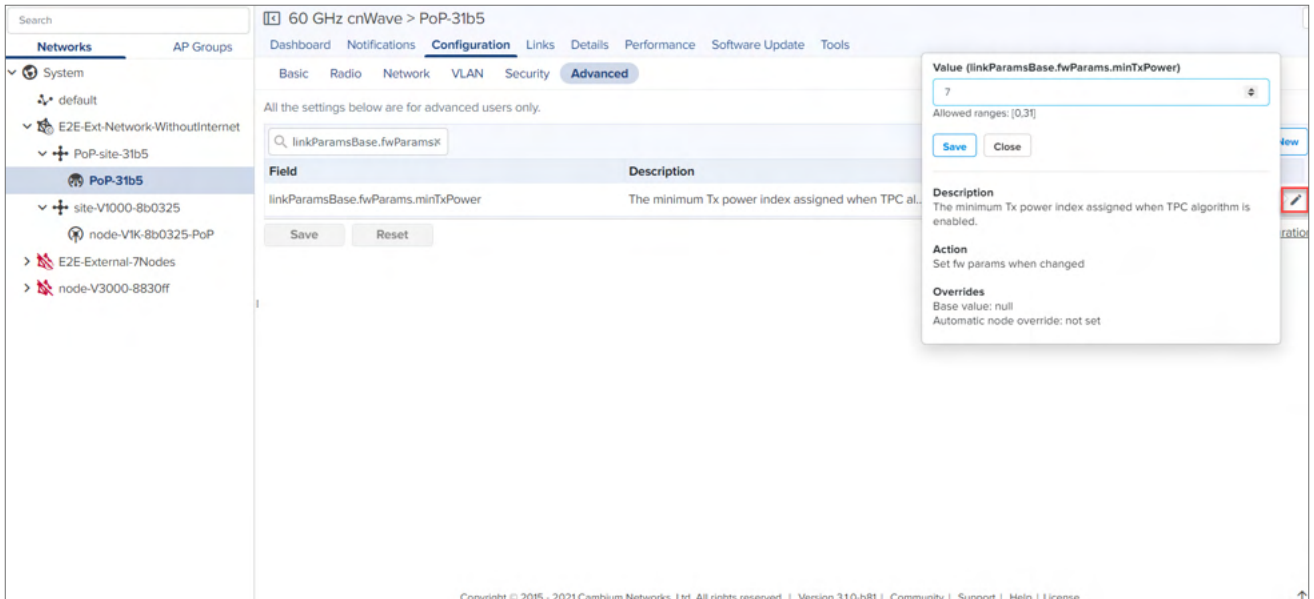 Search
Networks AP Groups
System
default
E2E-Ext-Network-WithoutInternet
PoP-site-31b5
PoP-31b5
site-V1000-8b0325
node-V1K-8b0325-PoP
E2E-External-7Nodes
node-V3000-8830ff
60 GHz cnWave > PoP-31b5
Dashboard Notifications Configuration Links Details Performance Software Update Tools
Basic Radio Network VLAN Security Advanced
All the settings below are for advanced users only.
linkParamsBase.fwParams
New
Field Description
linkParamsBase.fwParams.minTxPower The minimum Tx power index assigned when TPC al...
Save Reset
Value (linkParamsBase.fwParams.minTxPower)
7
Allowed ranges: [0,31]
Save Close
Description
The minimum Tx power index assigned when TPC algorithm is
enabled.
Action
Set fw params when changed
Overrides
Base value: null
Automatic node override: not set
Copyright © 2015 - 2021 Cambium Networks, Ltd. All rights reserved. | Version 3.1.0-b81 | Community | Support | Help | License